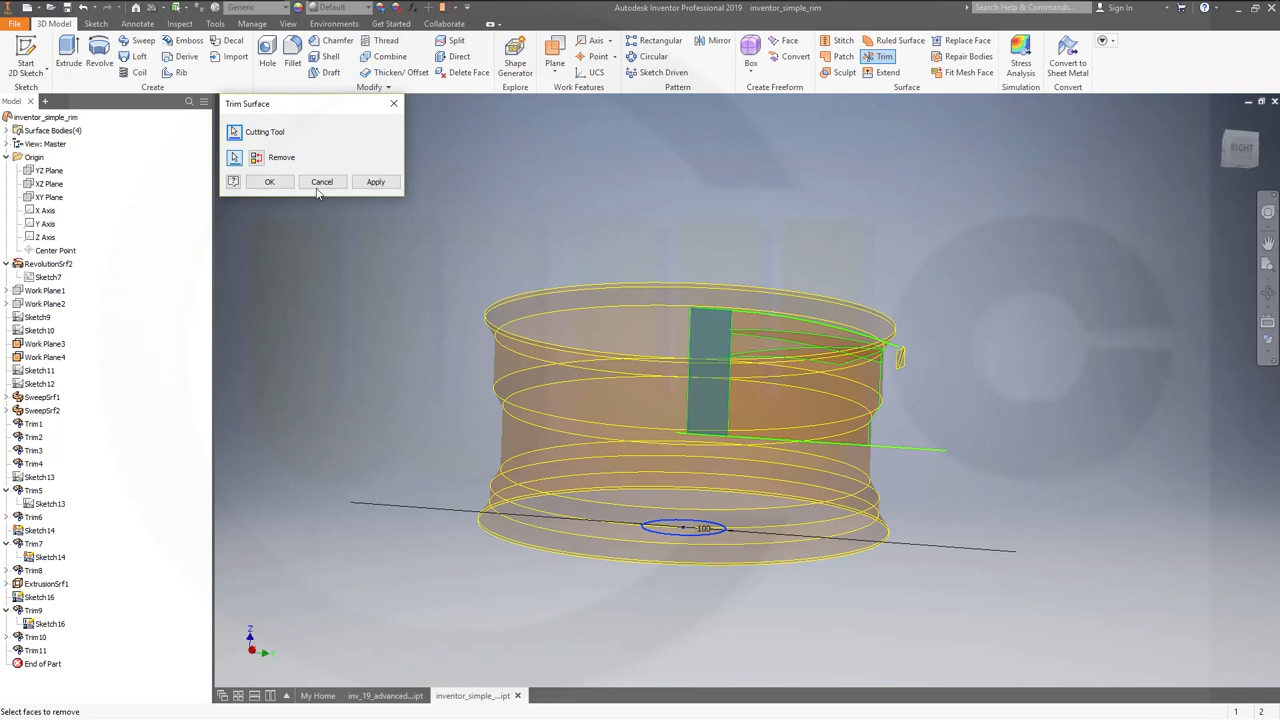 Generic
Default
Autodesk Inventor Professional 2019 inventor_simple_rim
Search Help & Commands...
Sign In
File
3D Model
Sketch
Annotate
Inspect
Tools
Manage
View
Environments
Get Started
Collaborate
Start
2D Sketch
Extrude
Revolve
Sweep
Loft
Coil
Emboss
Derive
Rib
Decal
Import
Create
Hole
Fillet
Chamfer
Shell
Draft
Thread
Combine
Thicken/ Offset
Split
Direct
Delete Face
Modify
Shape
Generator
Explore
Plane
Axis
Point
UCS
Work Features
Rectangular
Circular
Sketch Driven
Mirror
Pattern
Box
Face
Convert
Create Freeform
Stitch
Patch
Sculpt
Ruled Surface
Trim
Extend
Replace Face
Repair Bodies
Fit Mesh Face
Surface
Stress
Analysis
Simulation
Convert to
Sheet Metal
Convert
Model
inventor_simple_rim
Surface Bodies(4)
View: Master
Origin
YZ Plane
XZ Plane
XY Plane
X Axis
Y Axis
Z Axis
Center Point
RevolutionSrf2
Sketch7
Work Plane1
Work Plane2
Sketch9
Sketch10
Work Plane3
Work Plane4
Sketch11
Sketch12
SweepSrf1
SweepSrf2
Trim1
Trim2
Trim3
Trim4
Sketch13
Trim5
Sketch13
Trim6
Sketch14
Trim7
Sketch14
Trim8
ExtrusionSrf1
Sketch16
Trim9
Sketch16
Trim10
Trim11
End of Part
Trim Surface
Cutting Tool
Remove
OK
Cancel
Apply
RIGHT
100
Z
My Home
inv_19_advanced...ipt
inventor_simple_...ipt
Select faces to remove
1
2